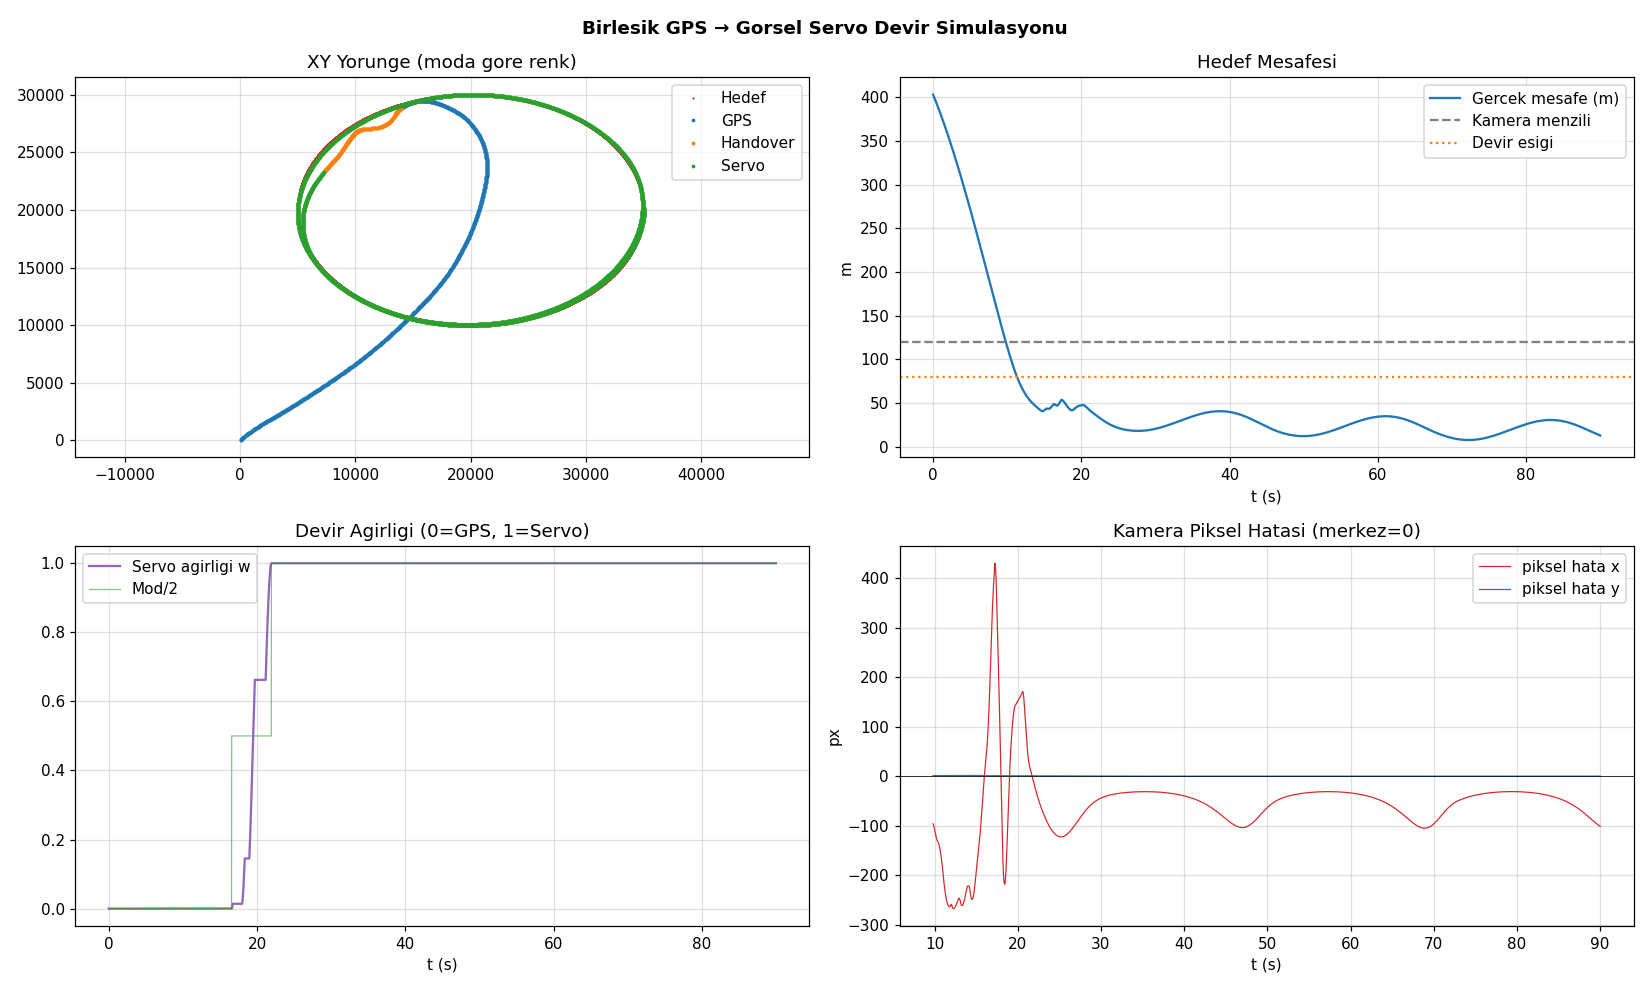 Birlesik GPS → Gorsel Servo Devir Simulasyonu
XY Yorunge (moda gore renk)
30000
25000
20000
15000
10000
5000
0
−10000
0
10000
20000
30000
40000
Hedef
GPS
Handover
Servo
Hedef Mesafesi
m
400
350
300
250
200
150
100
50
0
0
20
40
60
80
t (s)
Gercek mesafe (m)
Kamera menzili
Devir esigi
Devir Agirligi (0=GPS, 1=Servo)
1.0
0.8
0.6
0.4
0.2
0.0
0
20
40
60
80
t (s)
Servo agirligi w
Mod/2
Kamera Piksel Hatasi (merkez=0)
px
400
300
200
100
0
−100
−200
−300
10
20
30
40
50
60
70
80
90
t (s)
piksel hata x
piksel hata y